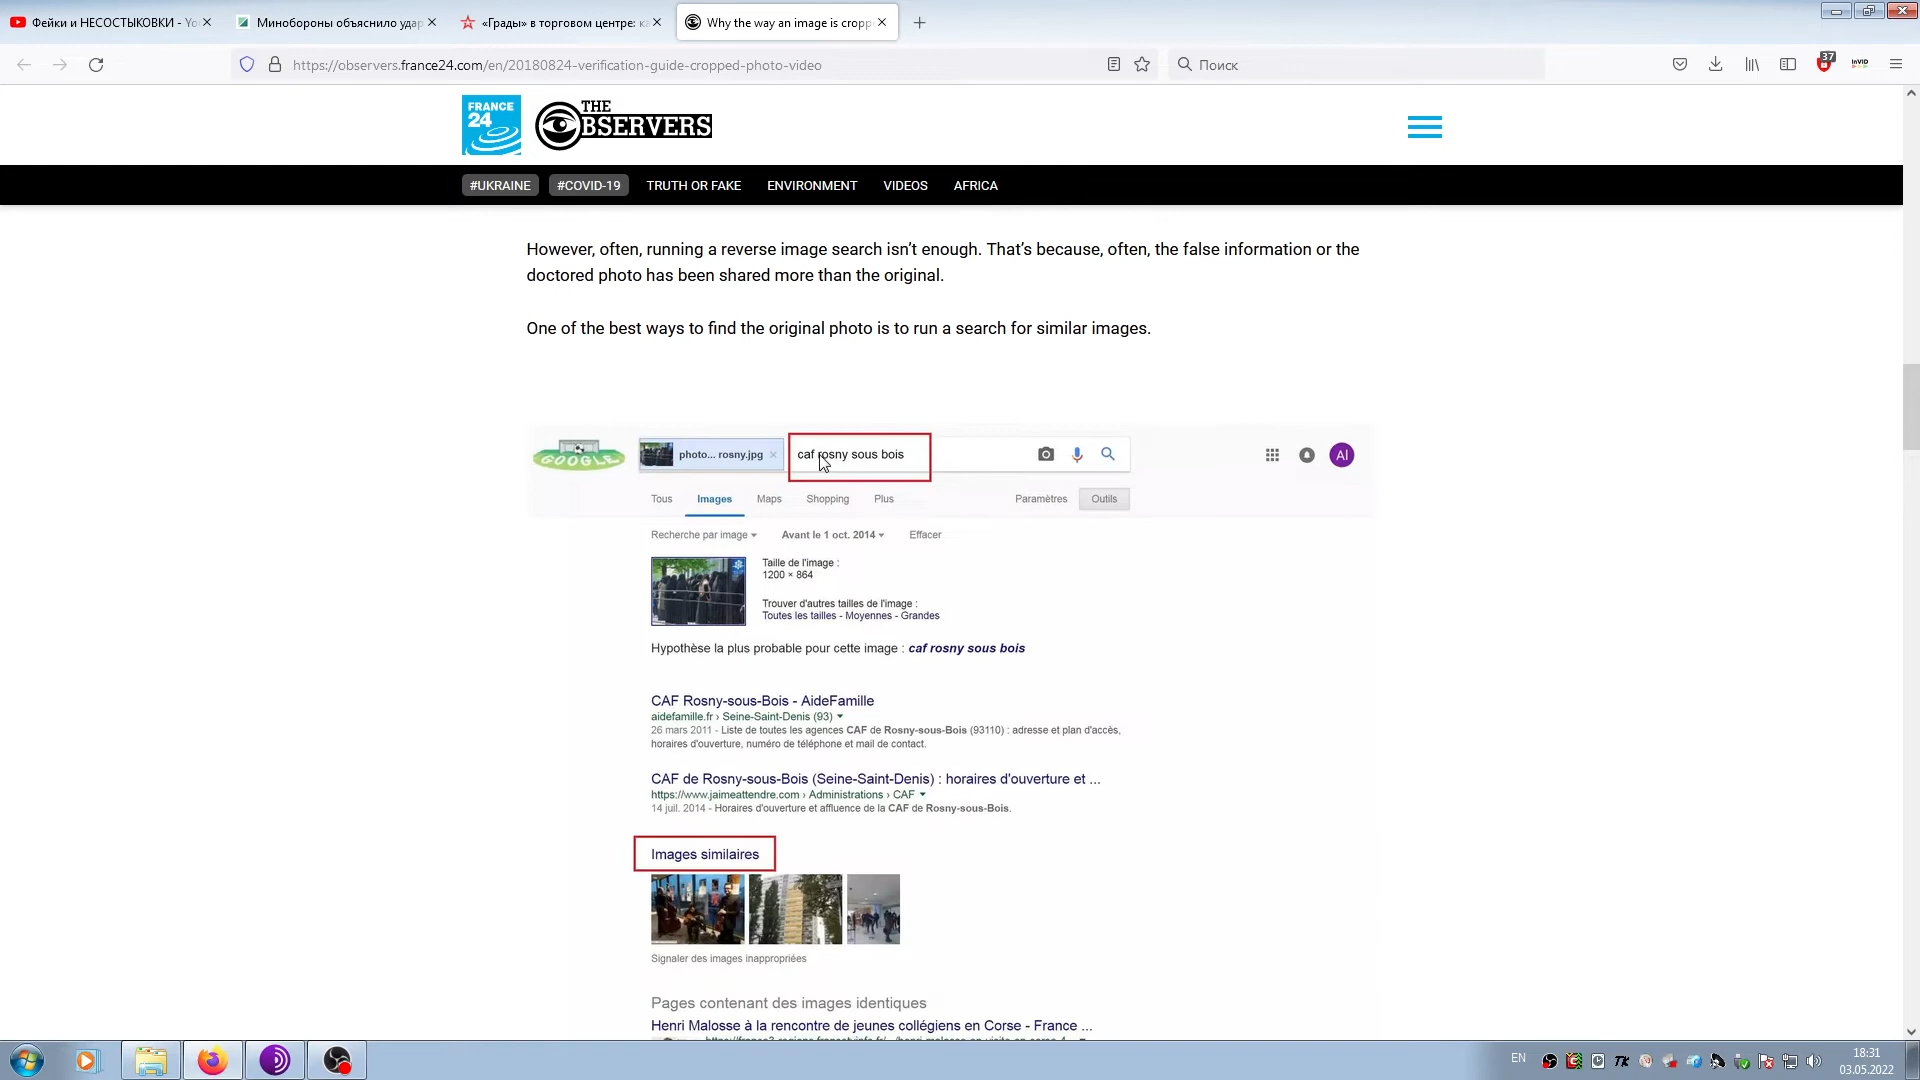 Фейки и НЕСОСТЫКОВКИ - Yo
Минобороны объяснило удар
«Грады» в торговом центре: ка
Why the way an image is cropp
https://observers.france24.com/en/20180824-verification-guide-cropped-photo-video
Поиск
37
InVID
FRANCE 24
THE OBSERVERS
#UKRAINE
#COVID-19
TRUTH OR FAKE
ENVIRONMENT
VIDEOS
AFRICA
However, often, running a reverse image search isn't enough. That's because, often, the false information or the
doctored photo has been shared more than the original.
One of the best ways to find the original photo is to run a search for similar images.
GOOGLE
photo... rosny.jpg
caf rosny sous bois
AI
Tous
Images
Maps
Shopping
Plus
Paramètres
Outils
Recherche par image
Avant le 1 oct. 2014
Effacer
Taille de l'image :
1200 × 864
Trouver d'autres tailles de l'image :
Toutes les tailles - Moyennes - Grandes
Hypothèse la plus probable pour cette image : caf rosny sous bois
CAF Rosny-sous-Bois - AideFamille
aidefamille.fr › Seine-Saint-Denis (93)
26 mars 2011 - Liste de toutes les agences CAF de Rosny-sous-Bois (93110) : adresse et plan d'accès,
horaires d'ouverture, numéro de téléphone et mail de contact.
CAF de Rosny-sous-Bois (Seine-Saint-Denis) : horaires d'ouverture et ...
https://www.jaimeattendre.com › Administrations › CAF
14 juil. 2014 - Horaires d'ouverture et affluence de la CAF de Rosny-sous-Bois.
Images similaires
Signaler des images inappropriées
Pages contenant des images identiques
Henri Malosse à la rencontre de jeunes collégiens en Corse - France ...
EN
TK
18:31
03.05.2022